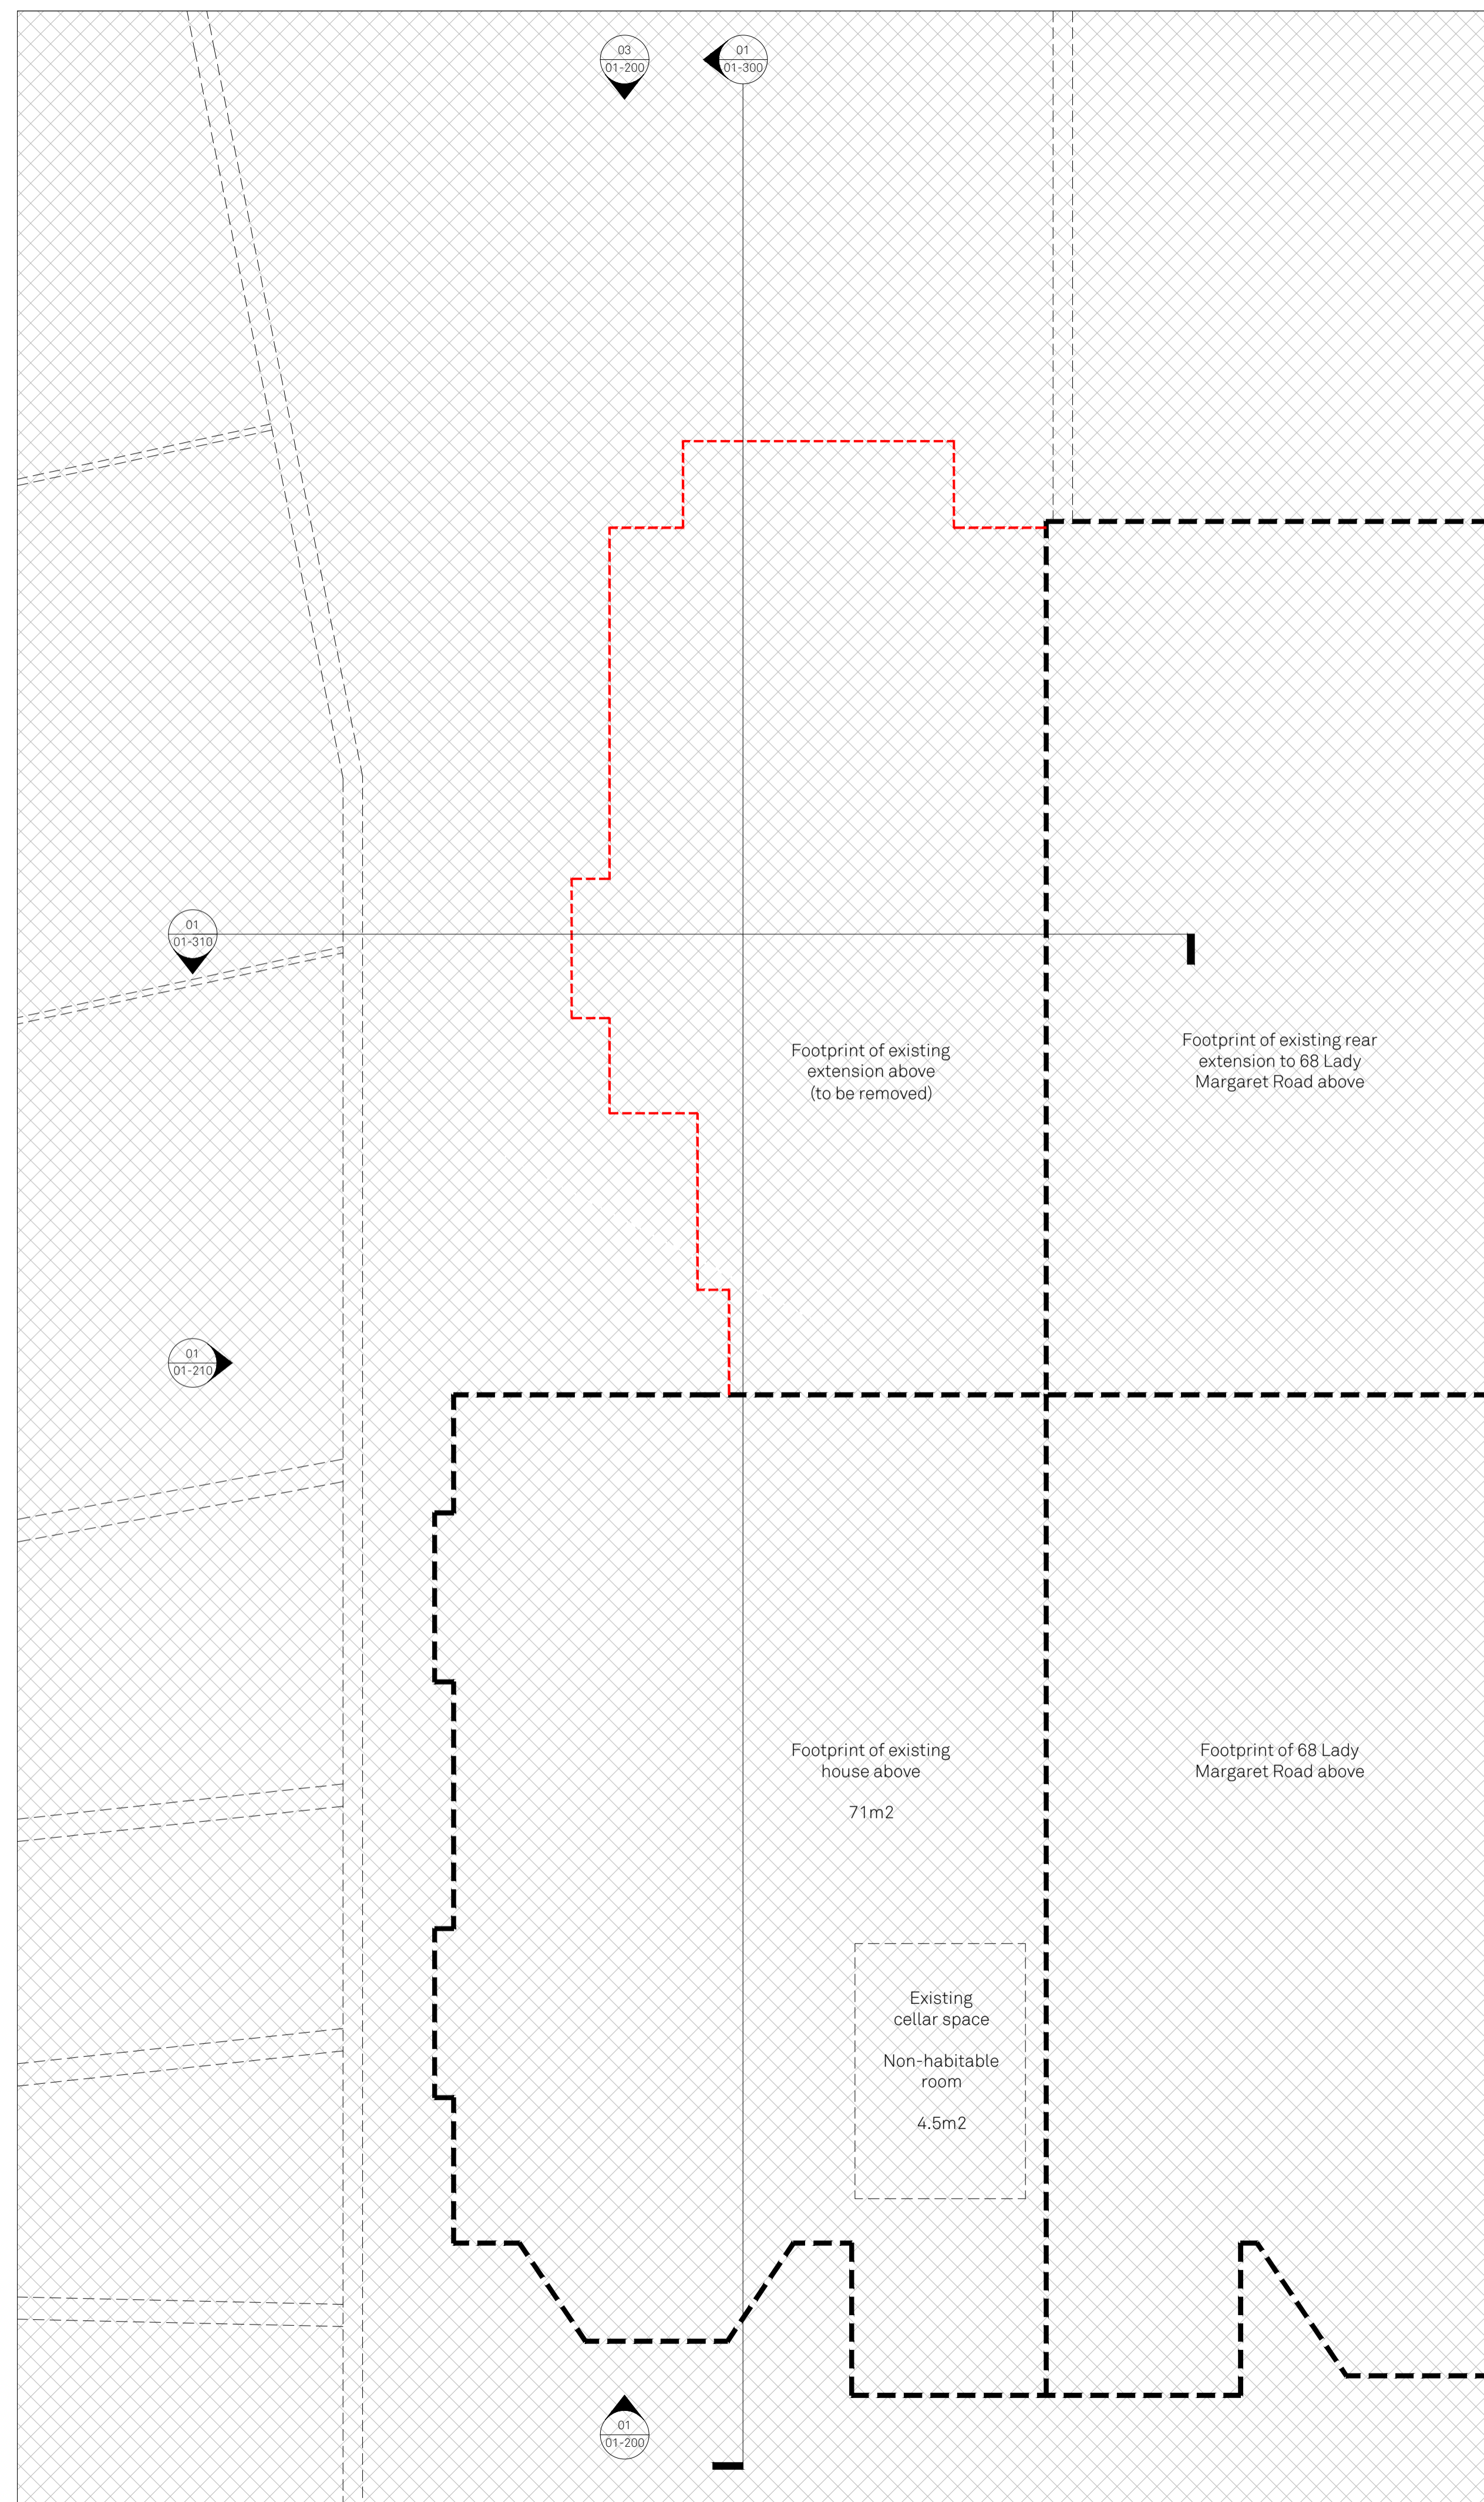 03
01-200
01
01-300
01
01-310
Footprint of existing
extension above
(to be removed)
Footprint of existing rear
extension to 68 Lady
Margaret Road above
01
01-210
Footprint of existing
house above
71m2
Footprint of 68 Lady
Margaret Road above
Existing
cellar space
Non-habitable
room
4.5m2
01
01-200